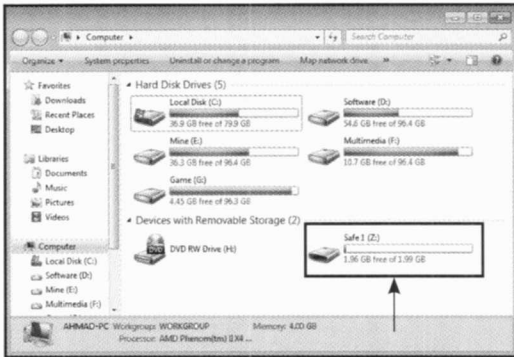 Computer
Search Computer
Organize
System properties
Uninstall or change a program
Map network drive
»
Favorites
Downloads
Recent Places
Desktop
Libraries
Documents
Music
Pictures
Videos
Computer
Local Disk (C:)
Software (D:)
Mine (E:)
Multimedia (F:)
Hard Disk Drives (5)
Local Disk (C:)
36.9 GB free of 79.9 GB
Software (D:)
54.8 GB free of 96.4 GB
Mine (E:)
36.3 GB free of 96.4 GB
Multimedia (F:)
10.7 GB free of 96.4 GB
Game (G:)
4.45 GB free of 96.3 GB
Devices with Removable Storage (2)
DVD RW Drive (H:)
Safe 1 (Z:)
1.96 GB free of 1.99 GB
AHMAD-PC Workgroup: WORKGROUP Memory: 4.00 GB
Processor: AMD Phenom(tm) II X4 ...